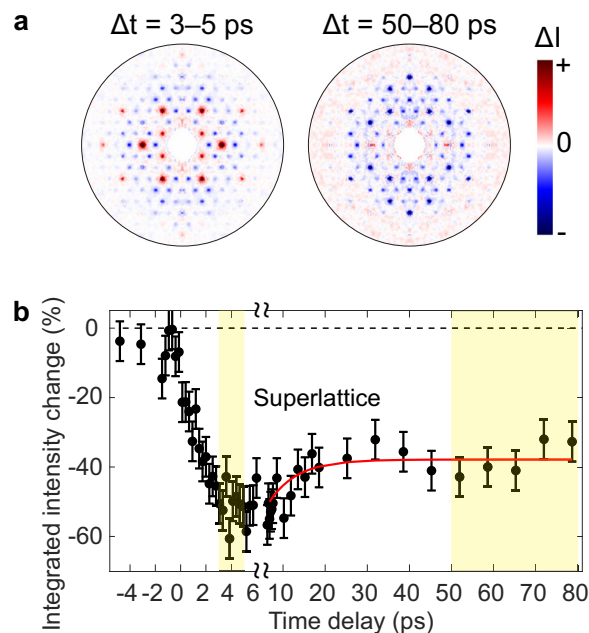 a
Δt = 3–5 ps
Δt = 50–80 ps
ΔI
+
0
-
b
Integrated intensity change (%)
0
-20
-40
-60
Superlattice
-4 -2 0 2 4 6 10 20 30 40 50 60 70 80
Time delay (ps)